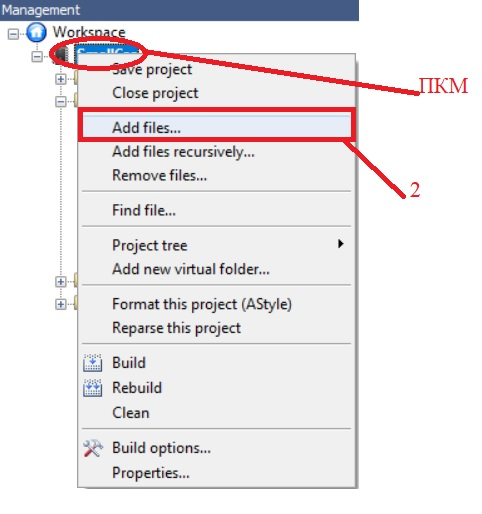 Management
Workspace
ПКМ
Save project
Close project
Add files...
Add files recursively...
Remove files...
2
Find file...
Project tree
Add new virtual folder...
Format this project (AStyle)
Reparse this project
Build
Rebuild
Clean
Build options...
Properties...